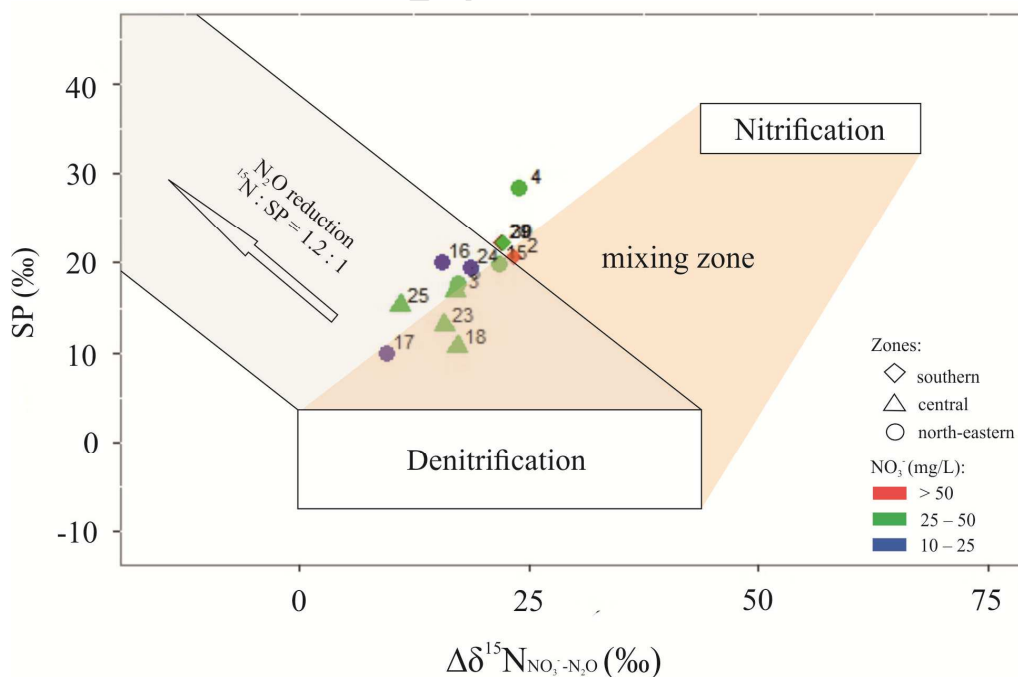 SP (‰)
40
30
20
10
0
-10
N₂O reduction
¹⁵N : SP = 1.2 : 1
Nitrification
mixing zone
Denitrification
4
2
16
24
15
3
25
23
18
17
Zones:
southern
central
north-eastern
NO₃⁻ (mg/L):
> 50
25 – 50
10 – 25
0
25
50
75
Δδ¹⁵N NO₃⁻-N₂O (‰)